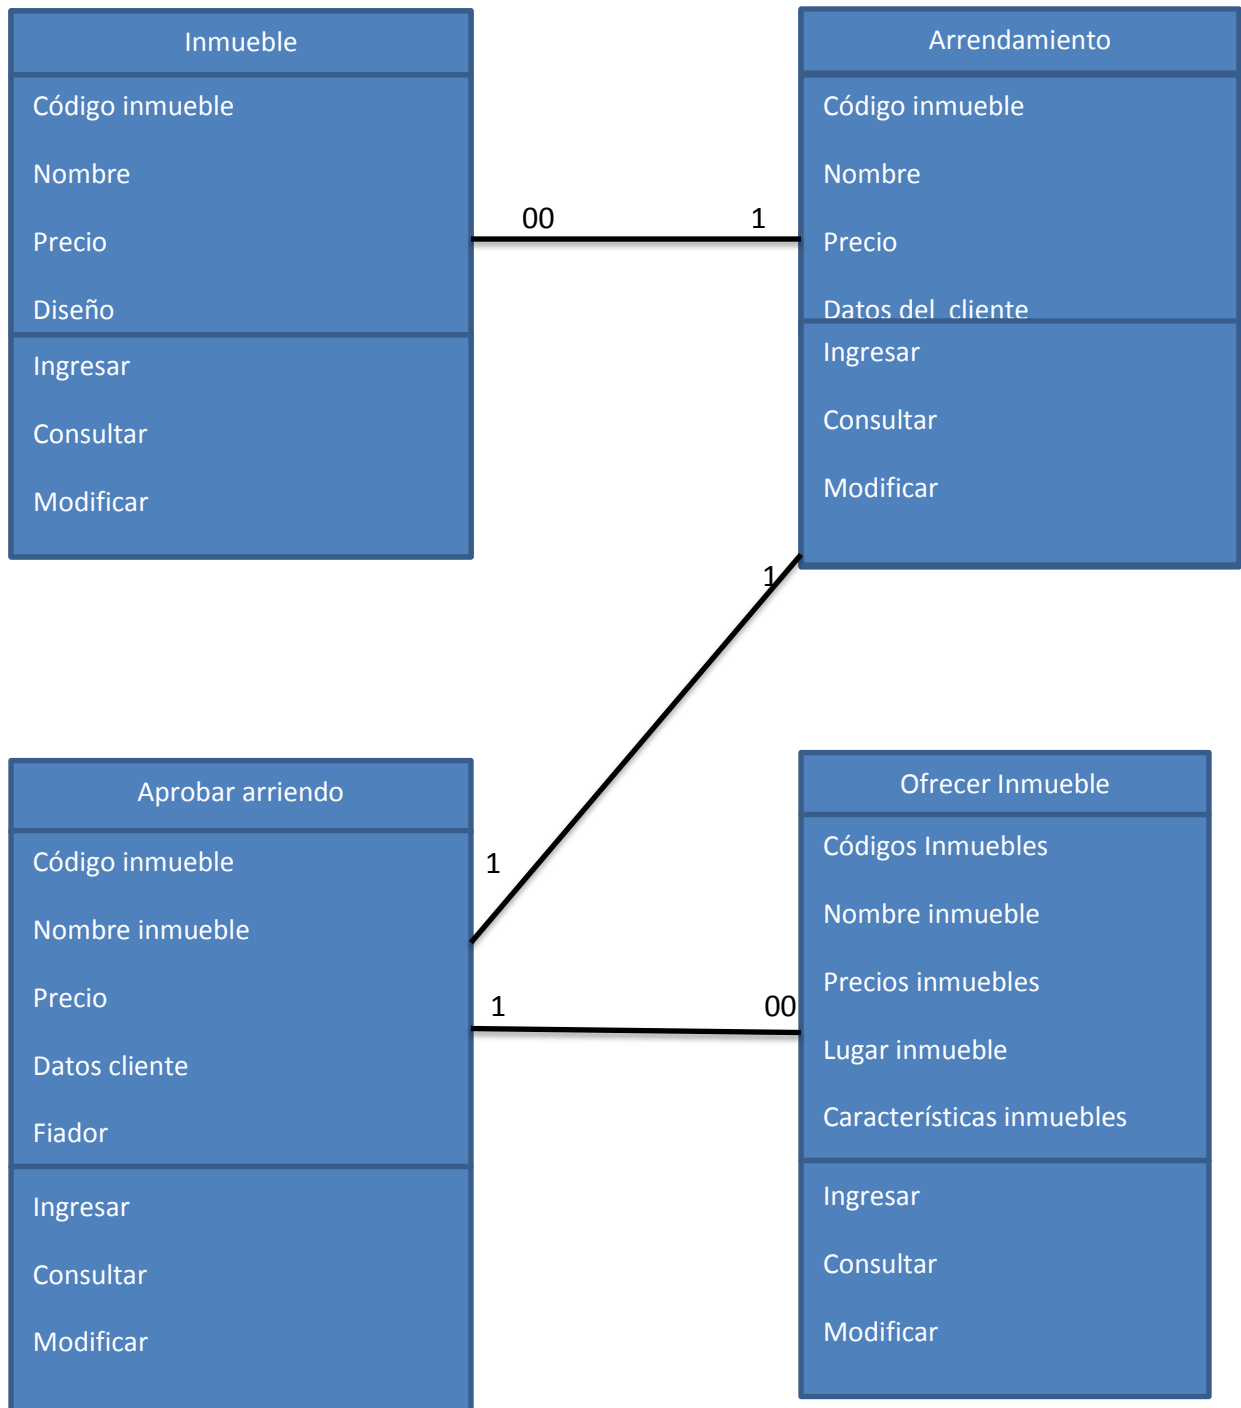 Inmueble
Código inmueble
Nombre
Precio
Diseño
Ingresar
Consultar
Modificar
00
1
Arrendamiento
Código inmueble
Nombre
Precio
Datos del  cliente
Ingresar
Consultar
Modificar
1
1
Aprobar arriendo
Código inmueble
Nombre inmueble
Precio
Datos cliente
Fiador
Ingresar
Consultar
Modificar
1
00
Ofrecer Inmueble
Códigos Inmuebles
Nombre inmueble
Precios inmuebles
Lugar inmueble
Características inmuebles
Ingresar
Consultar
Modificar